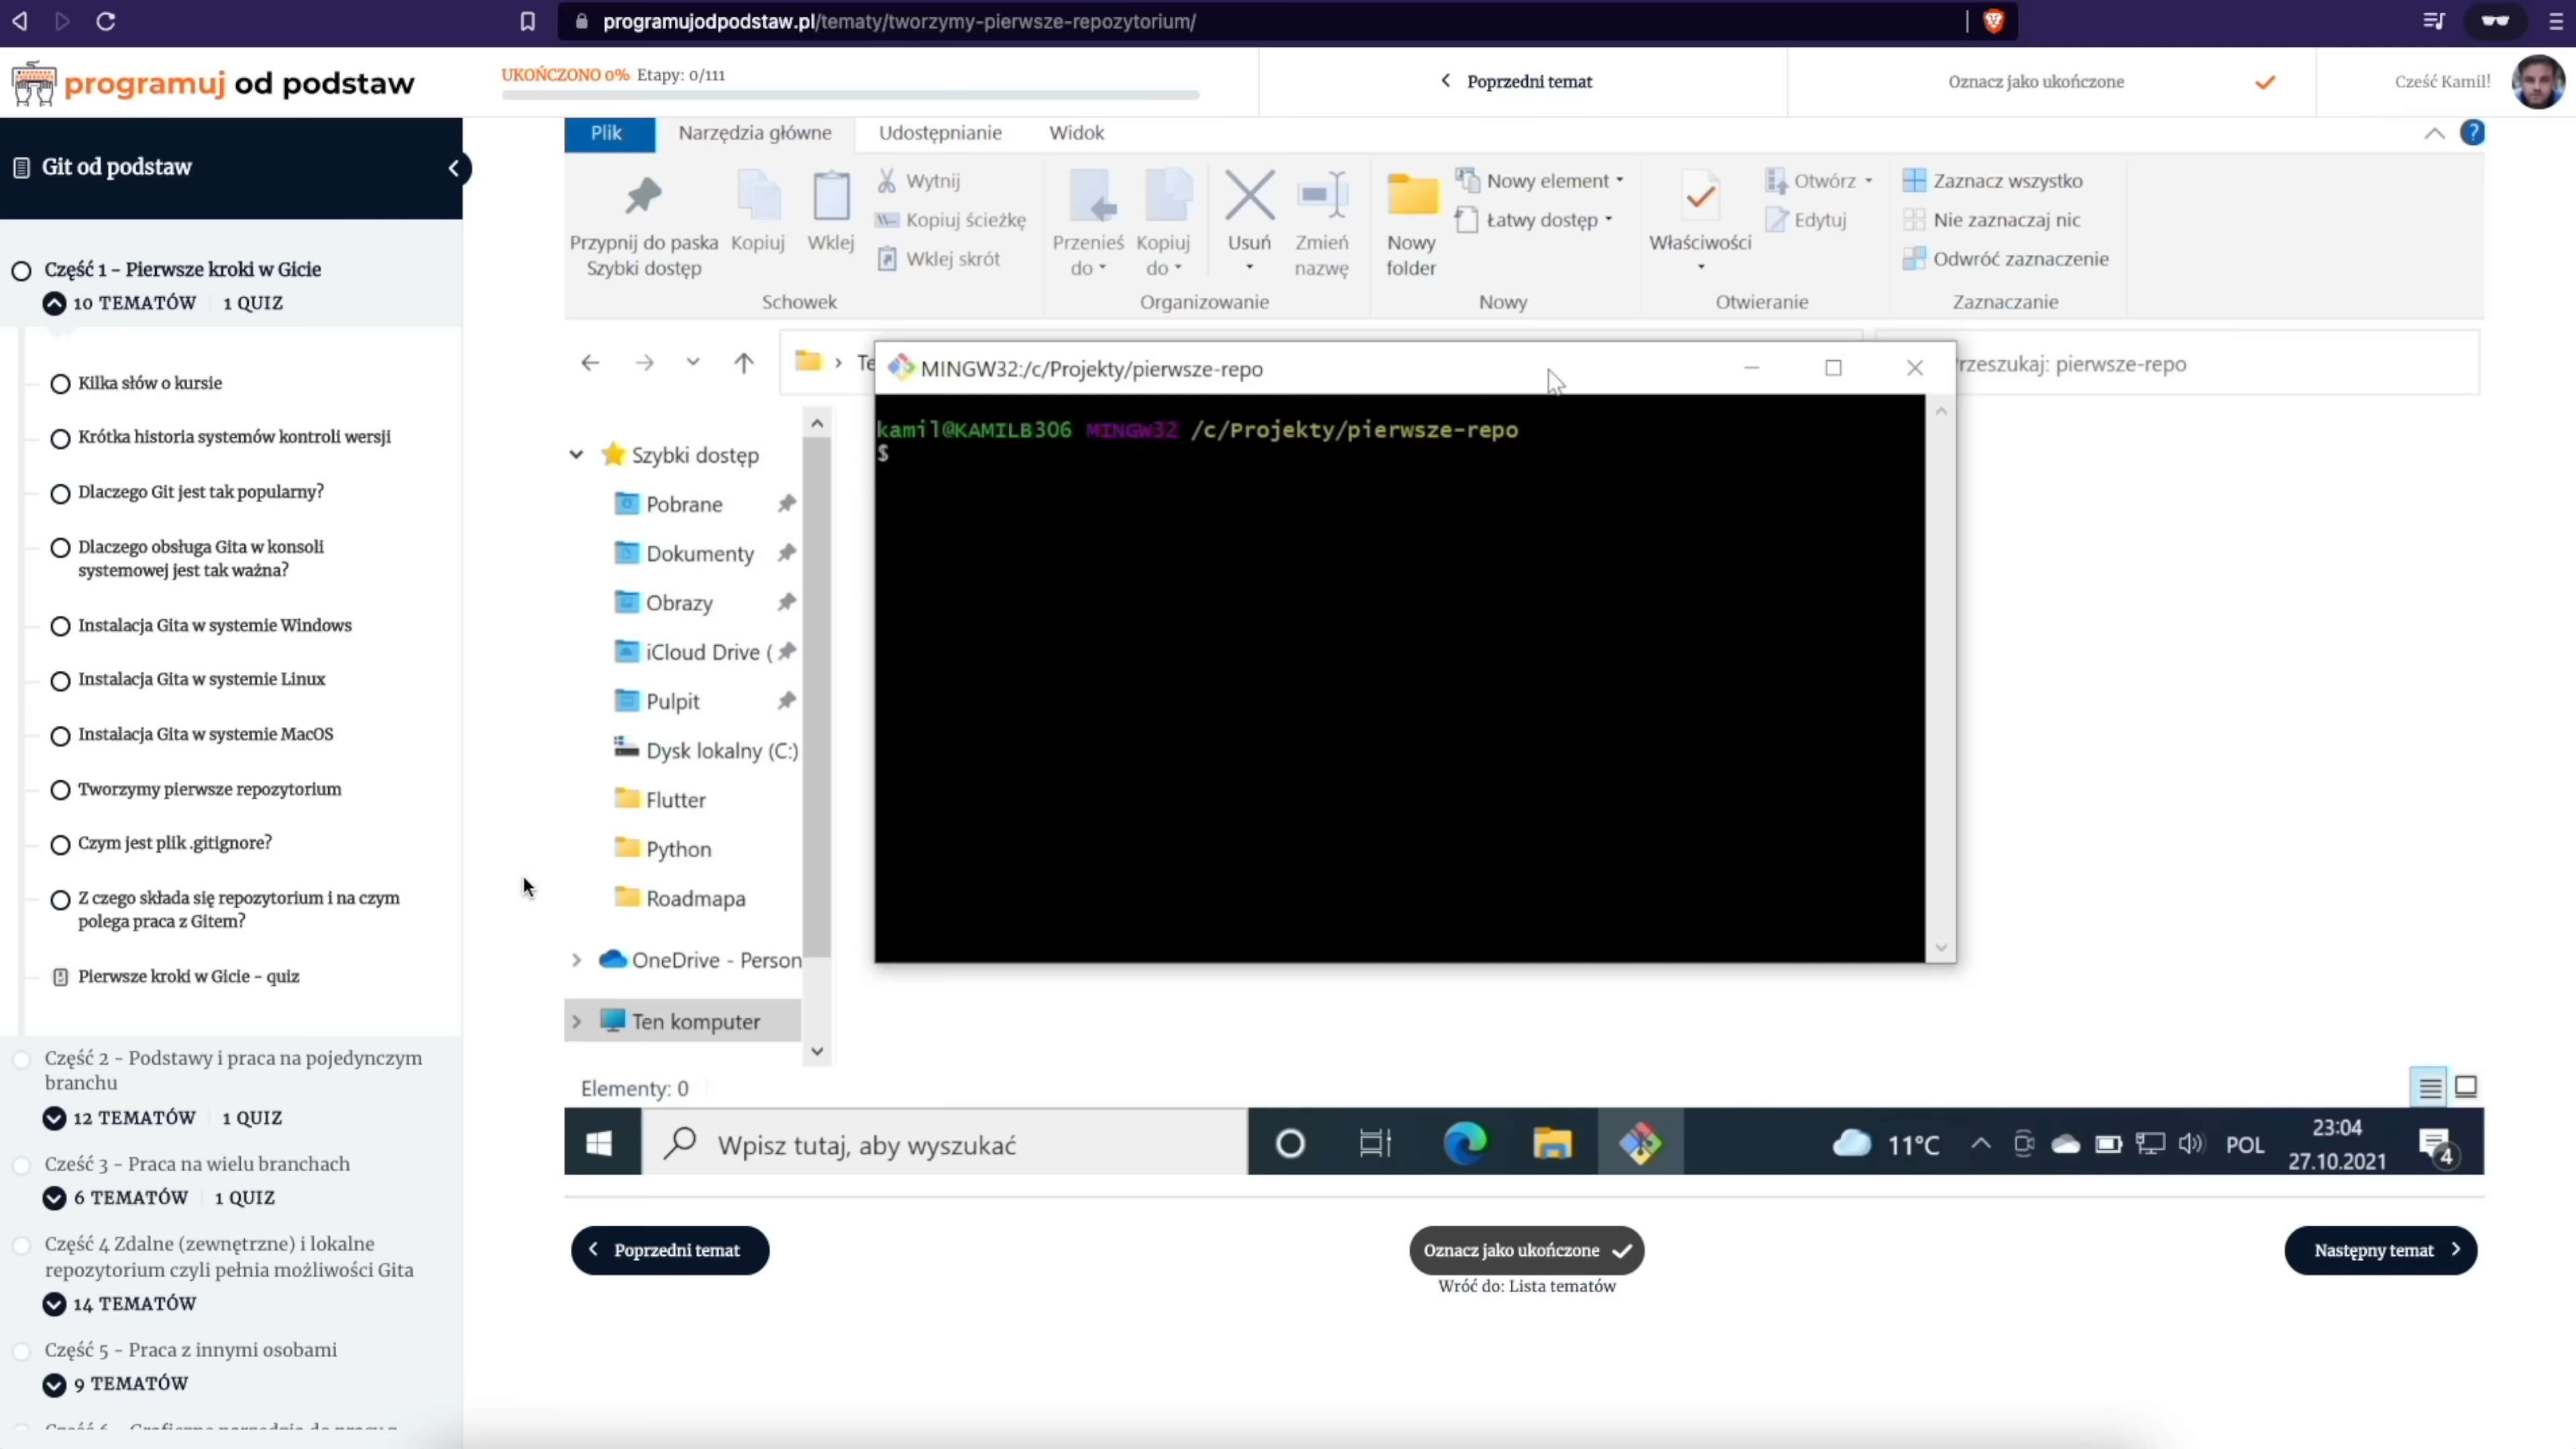 programujodpodstaw.pl/tematy/tworzymy-pierwsze-repozytorium/
programuj od podstaw
UKOŃCZONO 0% Etapy: 0/111
Poprzedni temat
Oznacz jako ukończone
Cześć Kamil!
Git od podstaw
Część 1 – Pierwsze kroki w Gicie
10 TEMATÓW 1 QUIZ
Kilka słów o kursie
Krótka historia systemów kontroli wersji
Dlaczego Git jest tak popularny?
Dlaczego obsługa Gita w konsoli
systemowej jest tak ważna?
Instalacja Gita w systemie Windows
Instalacja Gita w systemie Linux
Instalacja Gita w systemie MacOS
Tworzymy pierwsze repozytorium
Czym jest plik .gitignore?
Z czego składa się repozytorium i na czym
polega praca z Gitem?
Pierwsze kroki w Gicie – quiz
Część 2 – Podstawy i praca na pojedynczym
branchu
12 TEMATÓW 1 QUIZ
Cześć 3 – Praca na wielu branchach
6 TEMATÓW 1 QUIZ
Część 4 Zdalne (zewnętrzne) i lokalne
repozytorium czyli pełnia możliwości Gita
14 TEMATÓW
Część 5 – Praca z innymi osobami
9 TEMATÓW
Plik Narzędzia główne Udostępnianie Widok
Przypnij do paska
Szybki dostęp
Kopiuj
Wklej
Wytnij
Kopiuj ścieżkę
Wklej skrót
Schowek
Przenieś
do
Kopiuj
do
Usuń
Zmień
nazwę
Organizowanie
Nowy
folder
Nowy element
Łatwy dostęp
Nowy
Właściwości
Otwórz
Edytuj
Otwieranie
Zaznacz wszystko
Nie zaznaczaj nic
Odwróć zaznaczenie
Zaznaczanie
Te
MINGW32:/c/Projekty/pierwsze-repo
rzeszukaj: pierwsze-repo
kamil@KAMILB306 MINGW32 /c/Projekty/pierwsze-repo
$
Szybki dostęp
Pobrane
Dokumenty
Obrazy
iCloud Drive (
Pulpit
Dysk lokalny (C:)
Flutter
Python
Roadmapa
OneDrive - Person
Ten komputer
Elementy: 0
Wpisz tutaj, aby wyszukać
11°C
POL
23:04
27.10.2021
4
Poprzedni temat
Oznacz jako ukończone
Wróć do: Lista tematów
Następny temat